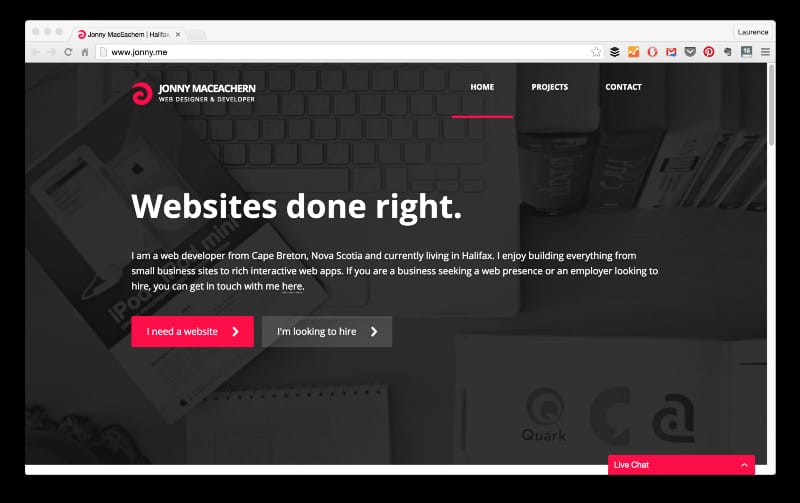 Jonny MacEachern | Halifax
Laurence
www.jonny.me
16
JONNY MACEACHERN
WEB DESIGNER & DEVELOPER
HOME
PROJECTS
CONTACT
Websites done right.
I am a web developer from Cape Breton, Nova Scotia and currently living in Halifax. I enjoy building everything from
small business sites to rich interactive web apps. If you are a business seeking a web presence or an employer looking to
hire, you can get in touch with me here.
I need a website
I'm looking to hire
iPod mini
Quark
Live Chat